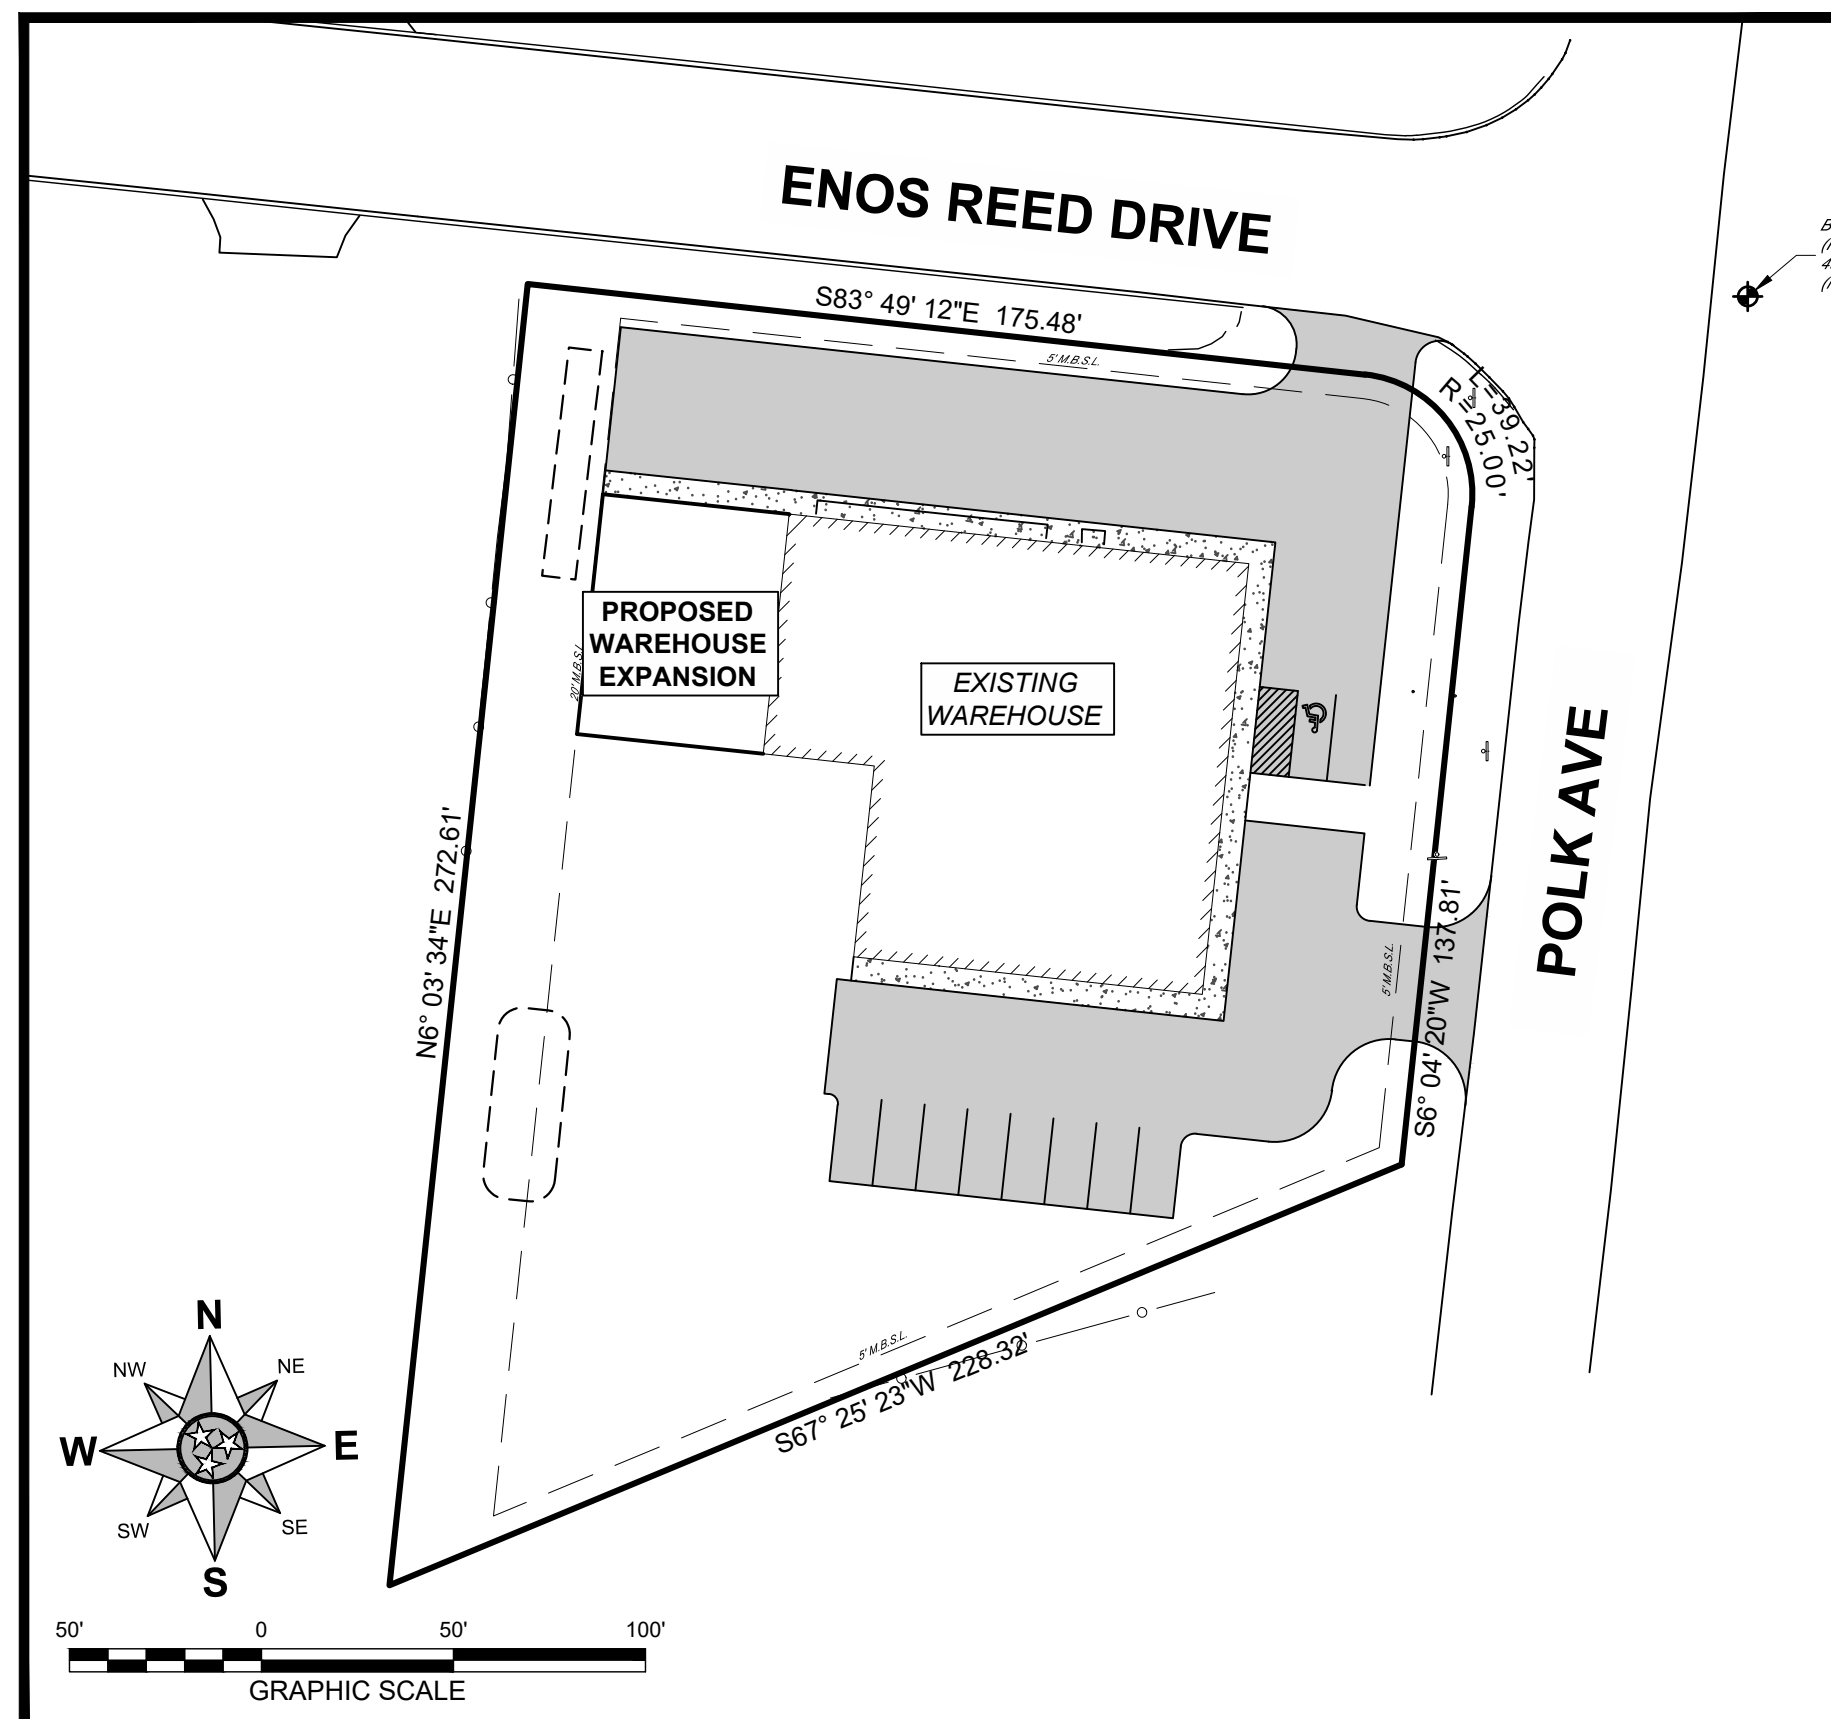 ENOS REED DRIVE
S83° 49' 12"E 175.48'
5' M.B.S.L.
L=39.22'
R=25.00'
PROPOSED
WAREHOUSE
EXPANSION
20' M.B.S.L.
EXISTING
WAREHOUSE
POLK AVE
N6° 03' 34"E 272.61'
S6° 04' 20"W 137.81'
5' M.B.S.L.
5' M.B.S.L.
S67° 25' 23"W 228.32'
N
NW
NE
W
E
SW
SE
S
50' 0 50' 100'
GRAPHIC SCALE